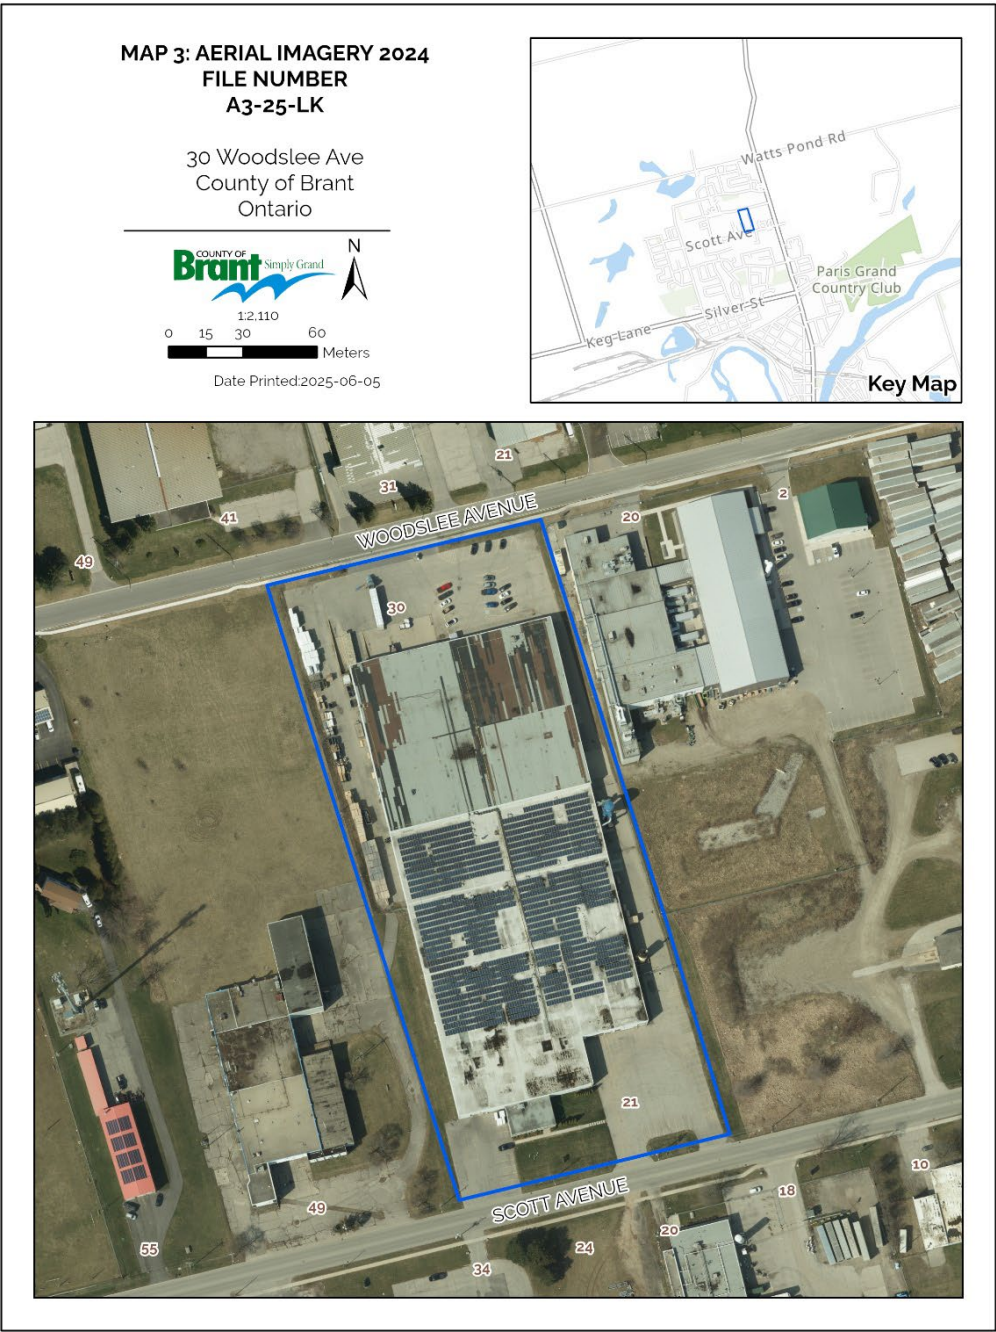 MAP 3: AERIAL IMAGERY 2024
FILE NUMBER
A3-25-LK
30 Woodslee Ave
County of Brant
Ontario
COUNTY OF
Brant Simply Grand
N
1:2,110
0 15 30 60
Meters
Date Printed:2025-06-05
Watts Pond Rd
Scott Ave
Paris Grand
Country Club
Silver St
Keg Lane
Key Map
21
31
2
41
WOODSLEE AVENUE
20
49
30
21
SCOTT AVENUE
10
18
49
20
55
24
34